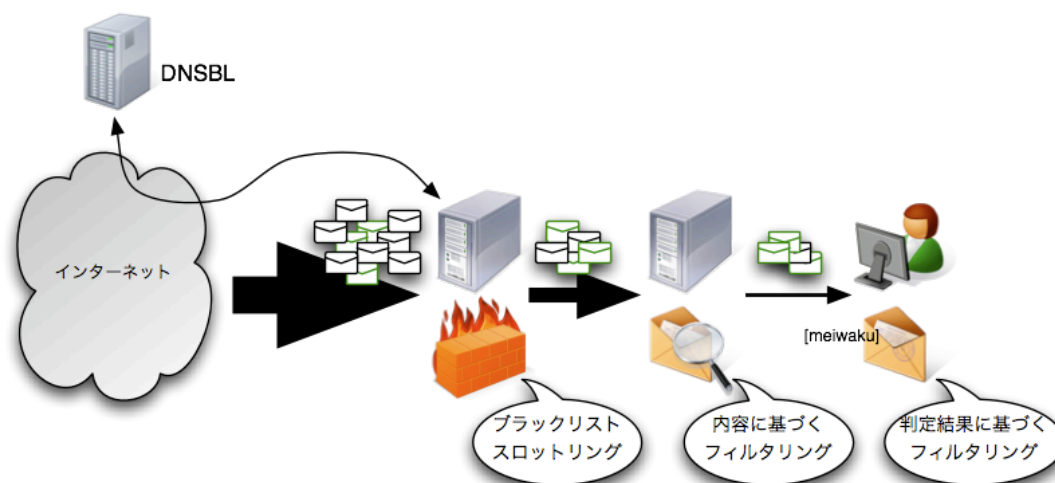 DNSBL
インターネット
[meiwaku]
ブラックリスト
スロットリング
内容に基づく
フィルタリング
判定結果に基づく
フィルタリング